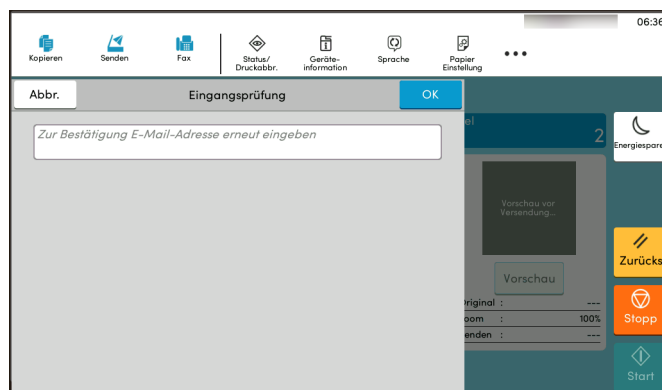 06:36
Kopieren
Senden
Fax
Status/
Druckabbr.
Geräte-
information
Sprache
Papier
Einstellung
Abbr.
Eingangsprüfung
OK
Zur Bestätigung E-Mail-Adresse erneut eingeben
el
2
Vorschau vor
Versendung...
Vorschau
Original : ---
oom : 100%
enden : ---
Energiespare
Zurücks
Stopp
Start